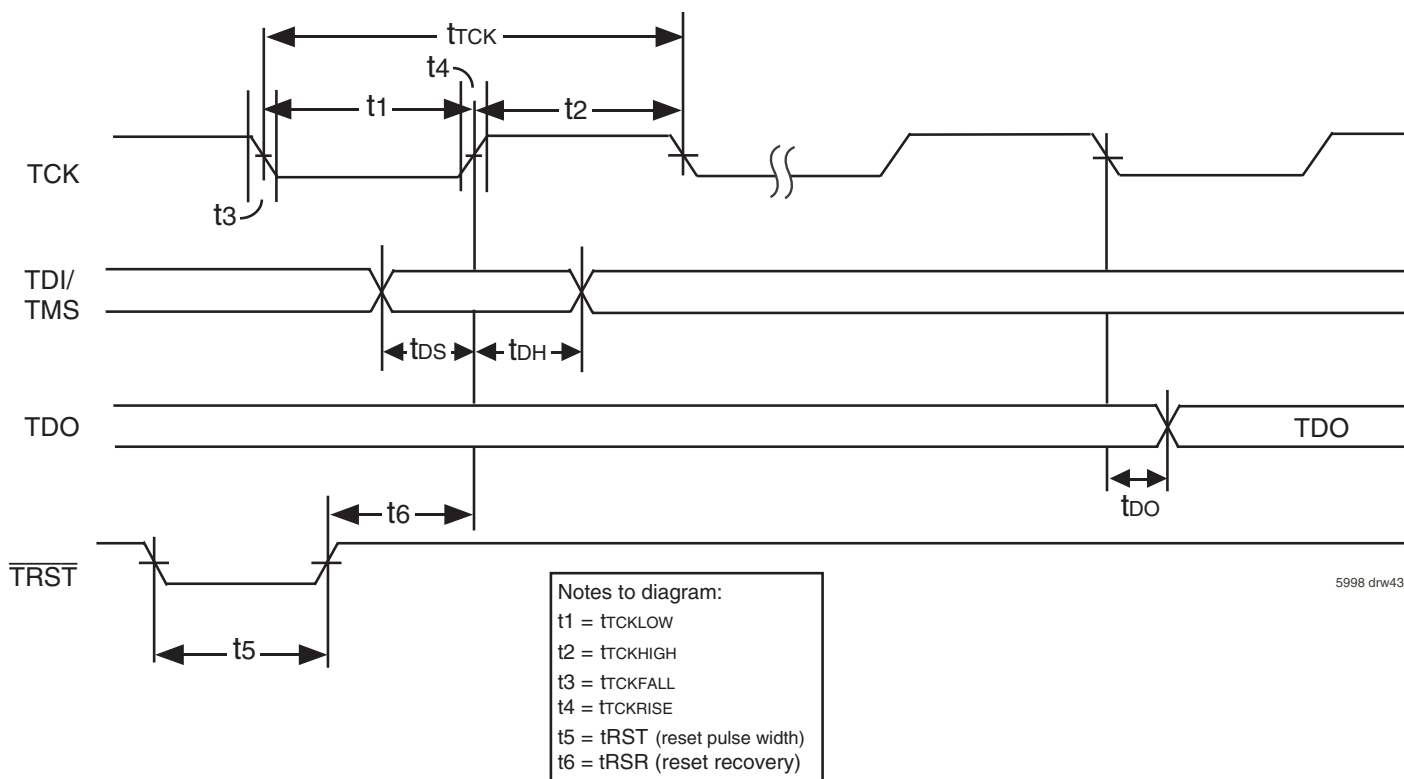 tTCK
t4
t1
t2
TCK
t3
TDI/
TMS
tDS
tDH
TDO
TDO
tDO
t6
TRST
5998 drw43
t5
Notes to diagram:
t1 = tTCKLOW
t2 = tTCKHIGH
t3 = tTCKFALL
t4 = tTCKRISE
t5 = tRST (reset pulse width)
t6 = tRSR (reset recovery)